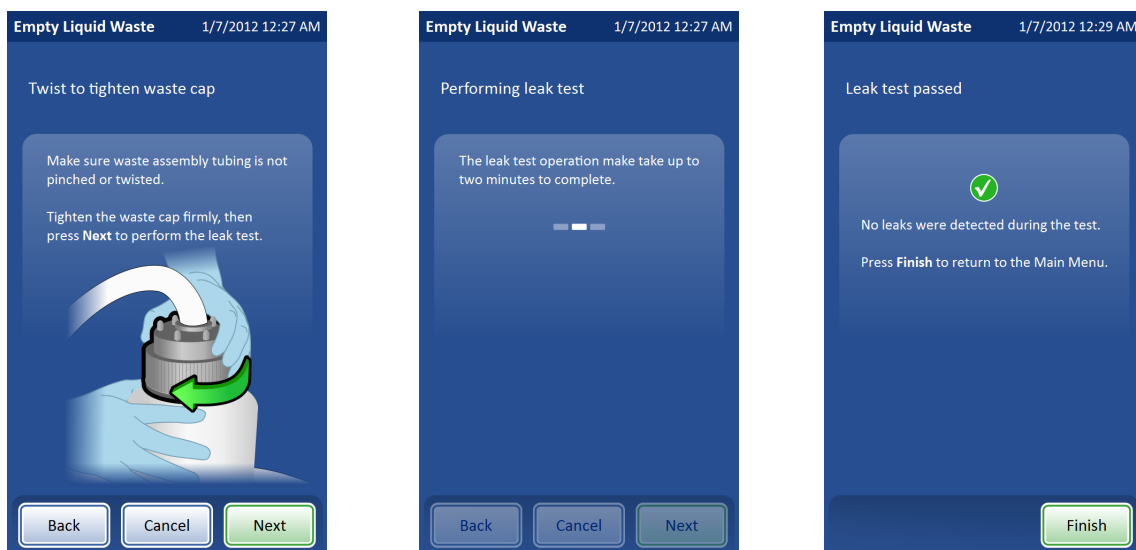 Empty Liquid Waste 1/7/2012 12:27 AM
Twist to tighten waste cap
Make sure waste assembly tubing is not
pinched or twisted.
Tighten the waste cap firmly, then
press Next to perform the leak test.
Back Cancel Next
Empty Liquid Waste 1/7/2012 12:27 AM
Performing leak test
The leak test operation make take up to
two minutes to complete.
Back Cancel Next
Empty Liquid Waste 1/7/2012 12:29 AM
Leak test passed
No leaks were detected during the test.
Press Finish to return to the Main Menu.
Finish